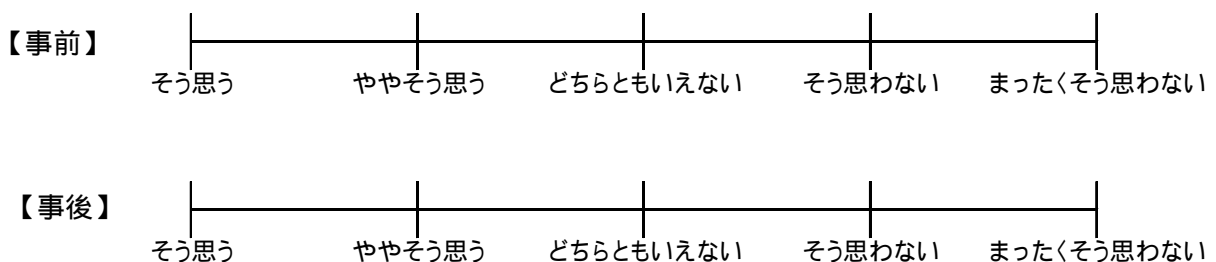 【事前】
そう思う ややそう思う どちらともいえない そう思わない まったくそう思わない
【事後】
そう思う ややそう思う どちらともいえない そう思わない まったくそう思わない